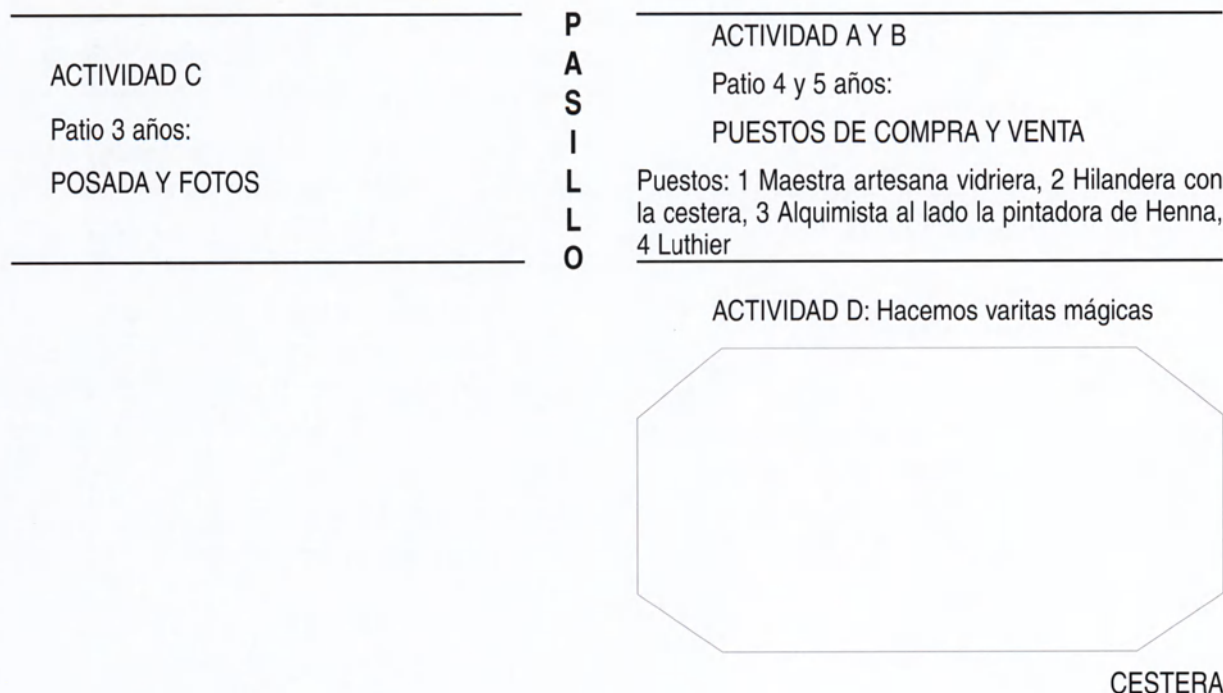 ACTIVIDAD C
Patio 3 años:
POSADA Y FOTOS
P
A
S
I
L
L
O
ACTIVIDAD A Y B
Patio 4 y 5 años:
PUESTOS DE COMPRA Y VENTA
Puestos: 1 Maestra artesana vidriera, 2 Hilandera con
la cestera, 3 Alquimista al lado la pintadora de Henna,
4 Luthier
ACTIVIDAD D: Hacemos varitas mágicas
CESTERA